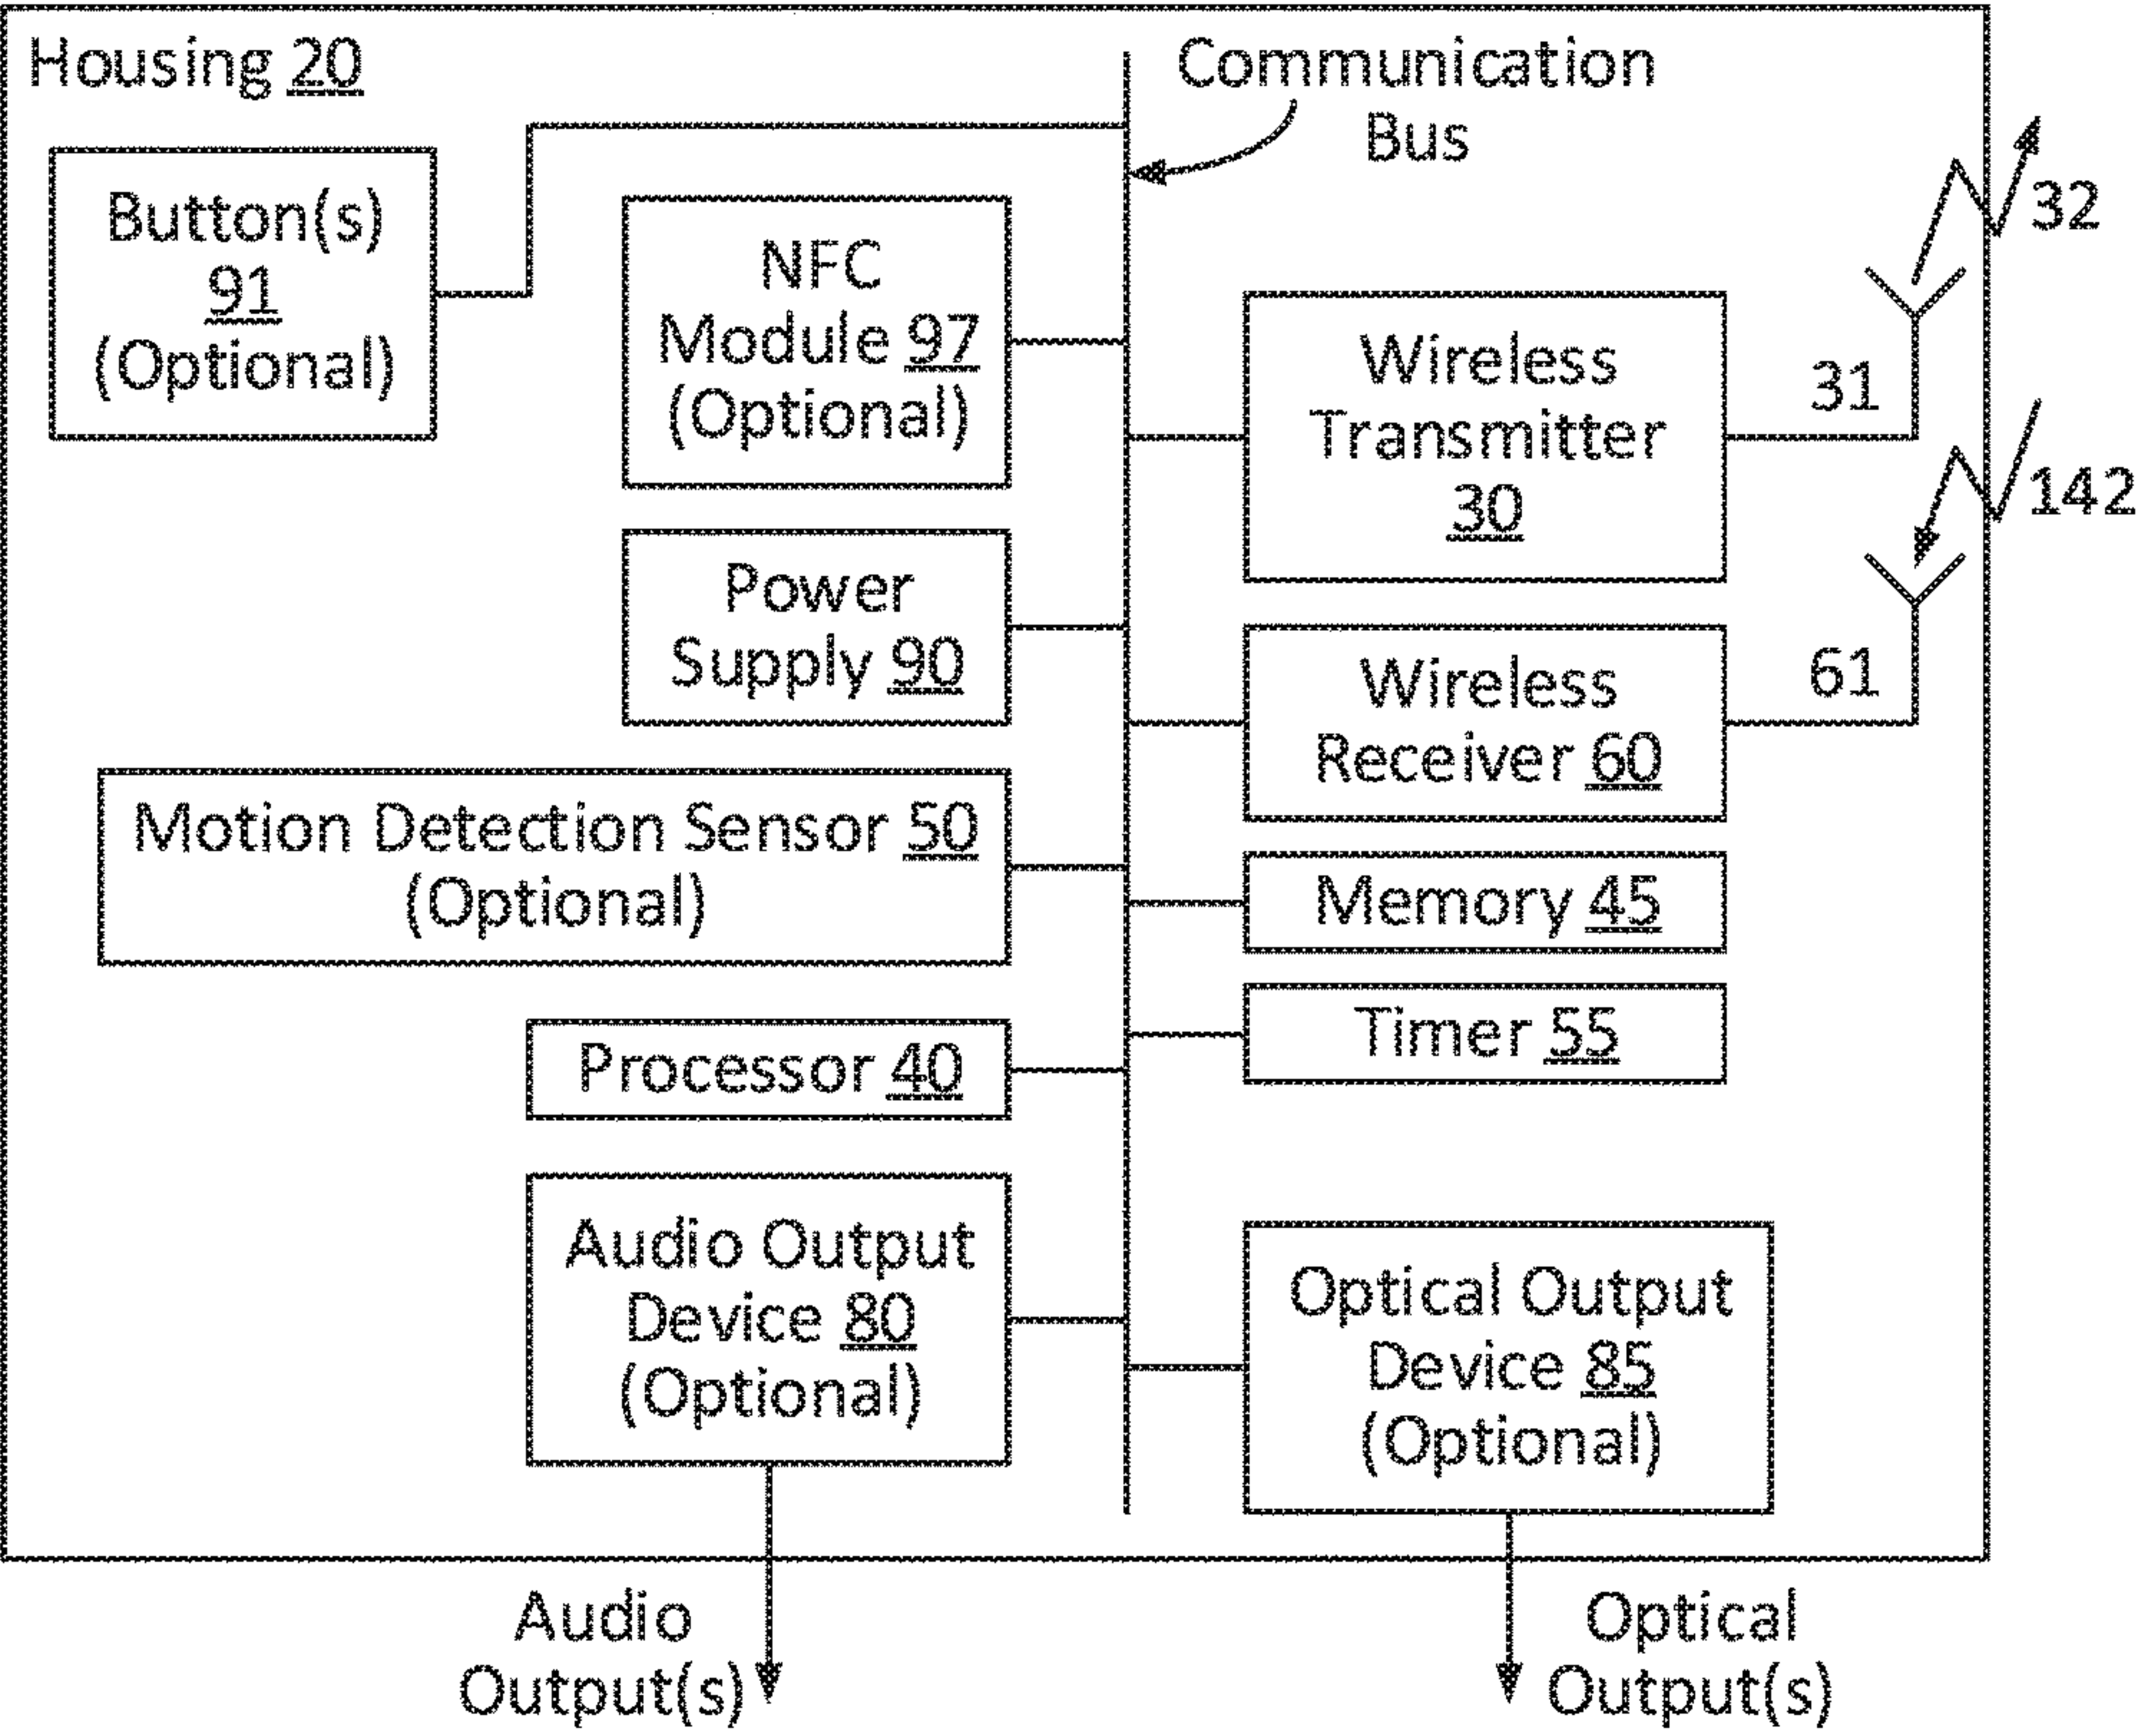 Housing 20
Communication
Bus
Button(s)
91
(Optional)
NFC
Module 97
(Optional)
32
Wireless
Transmitter
30
31
142
Power
Supply 90
Wireless
Receiver 60
61
Motion Detection Sensor 50
(Optional)
Memory 45
Timer 55
Processor 40
Audio Output
Device 80
(Optional)
Optical Output
Device 85
(Optional)
Audio
Output(s)
Optical
Output(s)